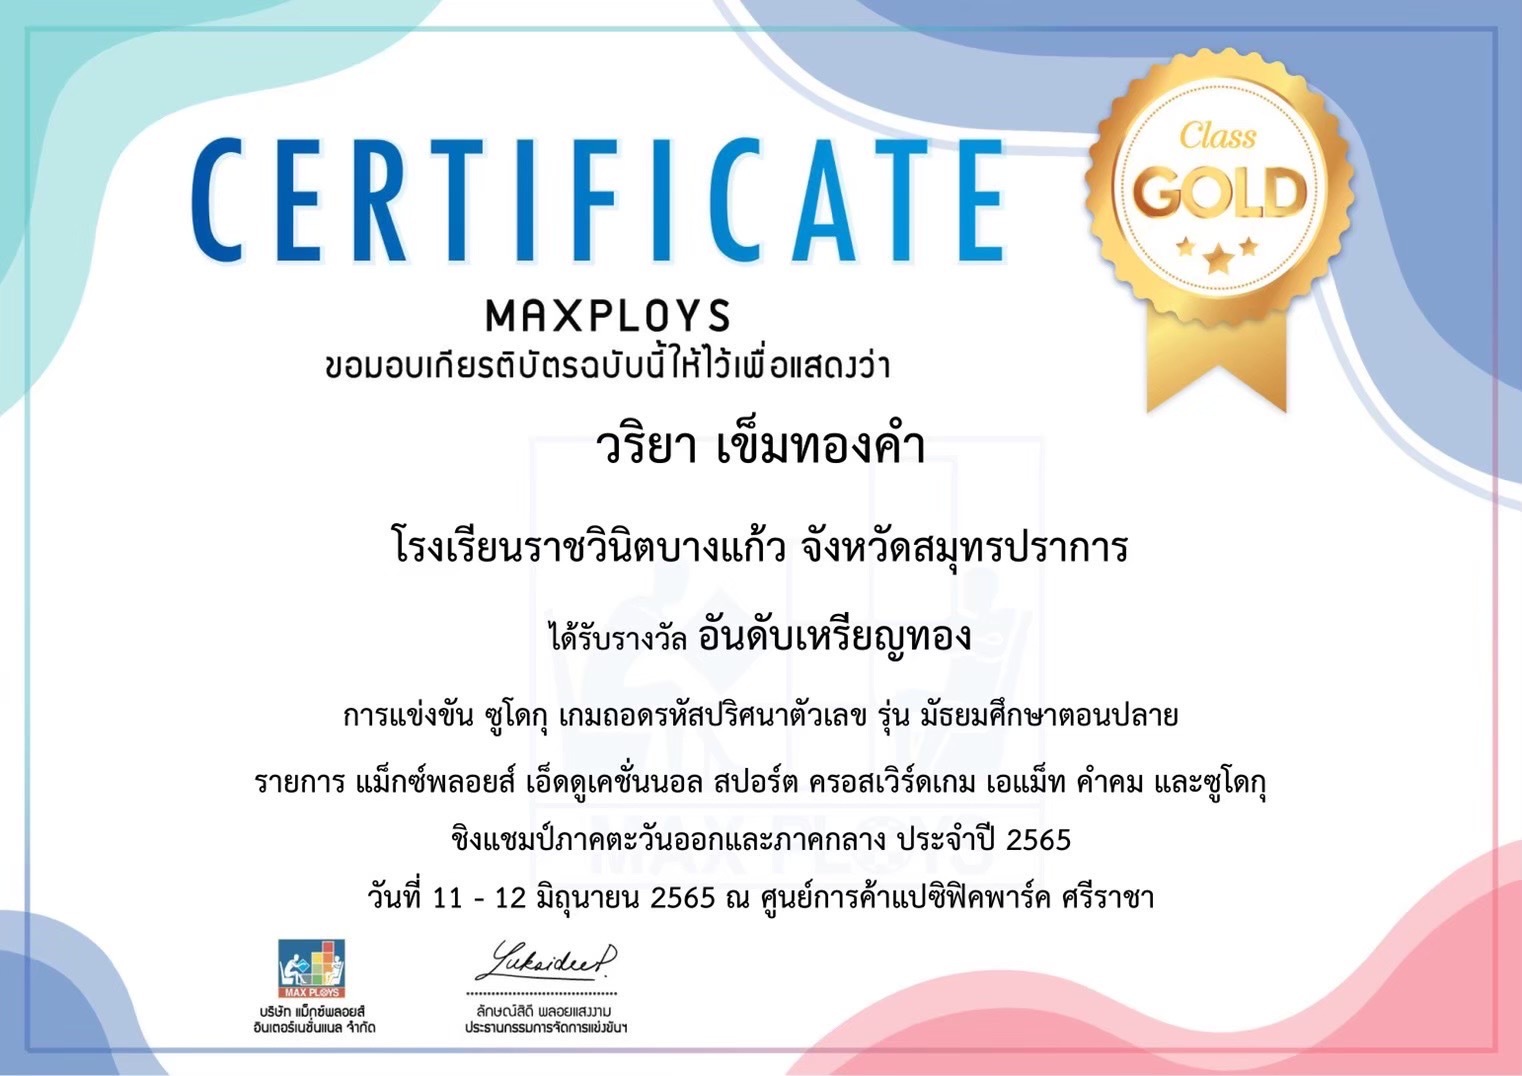 CERTIFICATE
Class
GOLD
MAXPLOYS
ขอมอบเกียรติบัตรฉบับนี้ให้ไว้เพื่อแสดงว่า
วริยา เข็มทองคำ
โรงเรียนราชวินิตบางแก้ว จังหวัดสมุทรปราการ
ได้รับรางวัล อันดับเหรียญทอง
การแข่งขัน ซูโดกุ เกมถอดรหัสปริศนาตัวเลข รุ่น มัธยมศึกษาตอนปลาย
รายการ แม็กซ์พลอยส์ เอ็ดดูเคชั่นนอล สปอร์ต ครอสเวิร์ดเกม เอแม็ท คำคม และซูโดกุ
ชิงแชมป์ภาคตะวันออกและภาคกลาง ประจำปี 2565
วันที่ 11 - 12 มิถุนายน 2565 ณ ศูนย์การค้าแปซิฟิคพาร์ค ศรีราชา
MAX PLOYS
MAX PLOYS
บริษัท แม็กซ์พลอยส์
อินเตอร์เนชั่นแนล จำกัด
ลักษณ์สิดี พลอยแสงงาม
ประธานกรรมการจัดการแข่งขันฯ